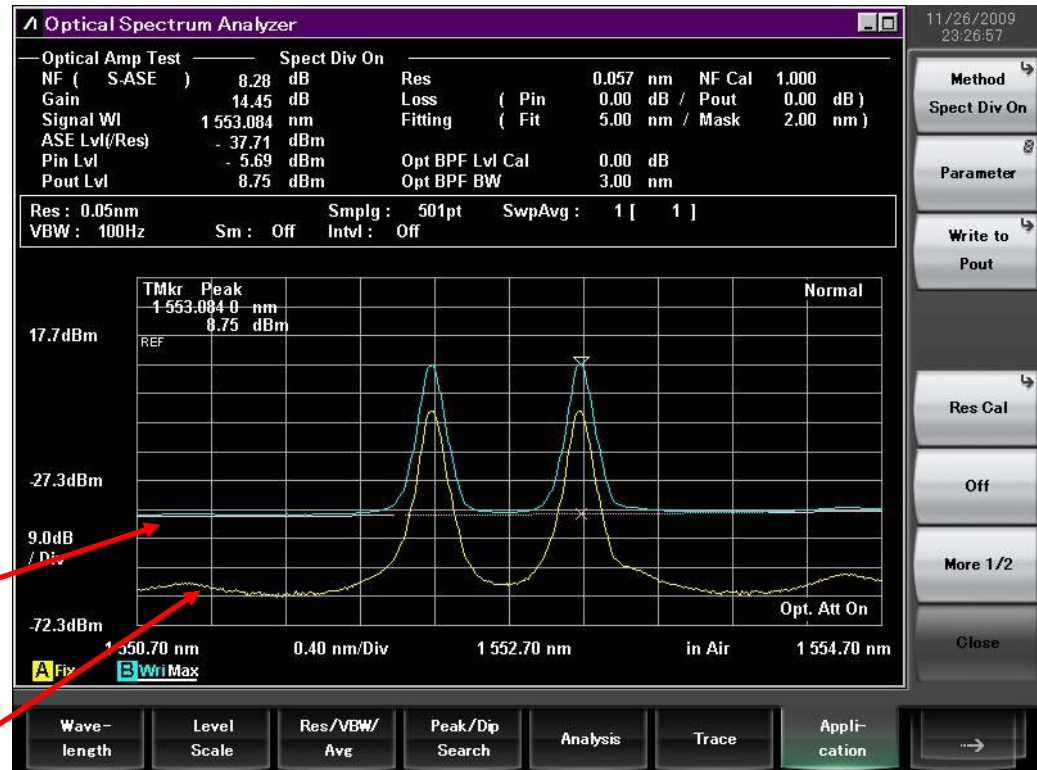 Optical Spectrum Analyzer
11/26/2009
23:26:57
Optical Amp Test Spect Div On
NF ( S-ASE ) 8.28 dB Res 0.057 nm NF Cal 1.000
Gain 14.45 dB Loss ( Pin 0.00 dB / Pout 0.00 dB )
Signal Wl 1 553.084 nm Fitting ( Fit 5.00 nm / Mask 2.00 nm )
ASE Lvl(/Res) - 37.71 dBm
Pin Lvl - 5.69 dBm Opt BPF Lvl Cal 0.00 dB
Pout Lvl 8.75 dBm Opt BPF BW 3.00 nm
Res : 0.05nm Smplg : 501pt SwpAvg : 1 [ 1 ]
VBW : 100Hz Sm : Off Intvl : Off
TMkr Peak Normal
1 553.084 0 nm
8.75 dBm
17.7dBm
REF
-27.3dBm
9.0dB
/ Div
Opt. Att On
-72.3dBm
1 550.70 nm 0.40 nm/Div 1 552.70 nm in Air 1 554.70 nm
A Fix B Wri Max
Method
Spect Div On
Parameter
Write to
Pout
Res Cal
Off
More 1/2
Close
Wave-
length
Level
Scale
Res/VBW/
Avg
Peak/Dip
Search
Analysis
Trace
Appli-
cation